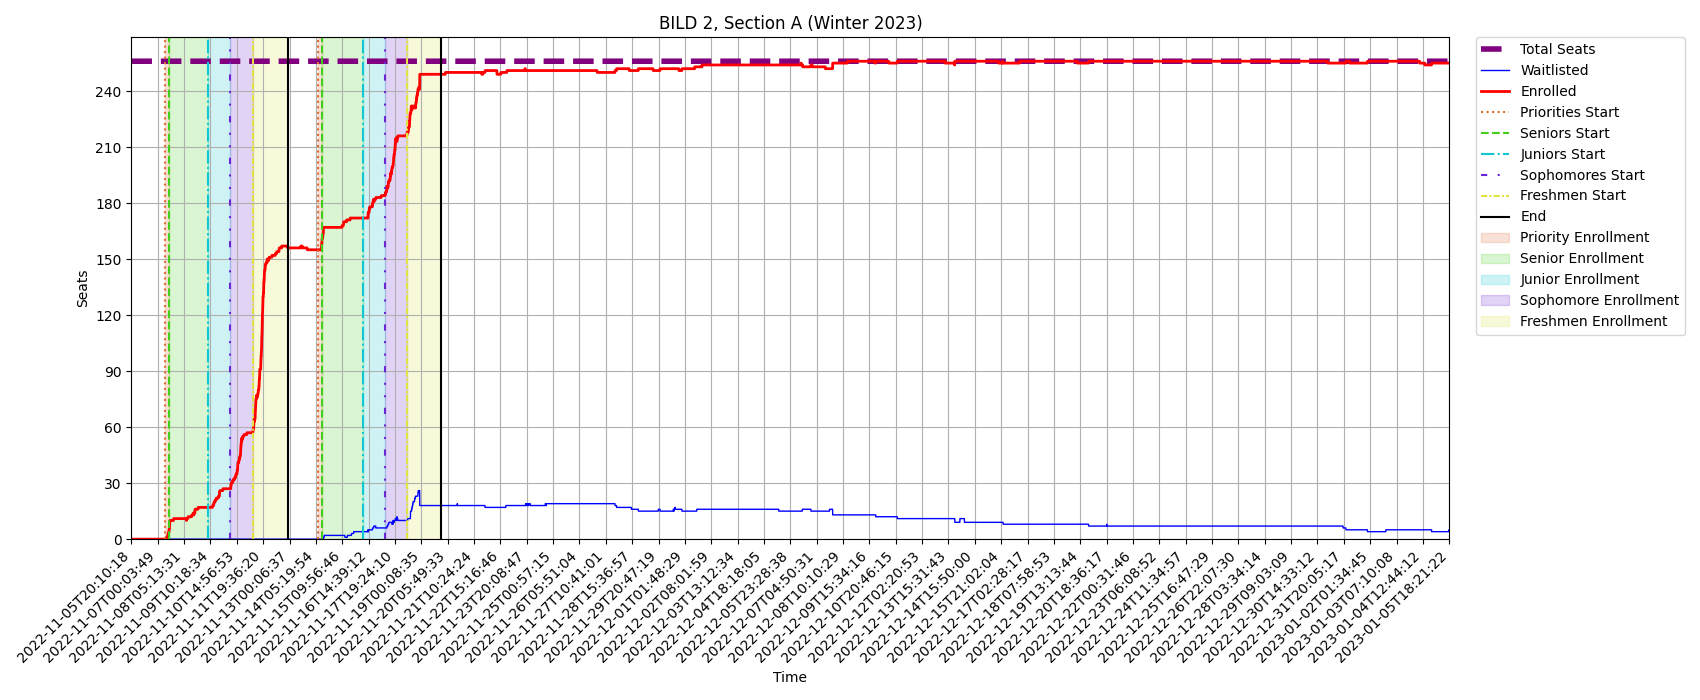 BILD 2, Section A (Winter 2023)
Seats
240
210
180
150
120
90
60
30
0
2022-11-05T20:10:18
2022-11-07T00:03:49
2022-11-08T05:13:31
2022-11-09T10:18:34
2022-11-10T14:56:53
2022-11-11T19:36:20
2022-11-13T00:06:37
2022-11-14T05:19:54
2022-11-15T09:56:46
2022-11-16T14:39:12
2022-11-17T19:24:10
2022-11-19T00:08:35
2022-11-20T05:49:33
2022-11-21T10:24:24
2022-11-22T15:16:46
2022-11-23T20:08:47
2022-11-25T00:57:15
2022-11-26T05:51:04
2022-11-27T10:41:01
2022-11-28T15:36:57
2022-11-29T20:47:19
2022-12-01T01:48:29
2022-12-02T08:01:59
2022-12-03T13:12:34
2022-12-04T18:18:05
2022-12-05T23:28:38
2022-12-07T04:50:31
2022-12-08T10:10:29
2022-12-09T15:34:16
2022-12-10T20:46:15
2022-12-12T02:20:53
2022-12-13T15:31:43
2022-12-14T15:50:00
2022-12-15T21:02:04
2022-12-17T02:28:17
2022-12-18T07:58:53
2022-12-19T13:13:44
2022-12-20T18:36:17
2022-12-22T00:31:46
2022-12-23T06:08:52
2022-12-24T11:34:57
2022-12-25T16:47:29
2022-12-26T22:07:30
2022-12-28T03:34:14
2022-12-29T09:03:09
2022-12-30T14:33:12
2022-12-31T20:05:17
2023-01-02T01:34:45
2023-01-03T07:10:08
2023-01-04T12:44:12
2023-01-05T18:21:22
Time
Total Seats
Waitlisted
Enrolled
Priorities Start
Seniors Start
Juniors Start
Sophomores Start
Freshmen Start
End
Priority Enrollment
Senior Enrollment
Junior Enrollment
Sophomore Enrollment
Freshmen Enrollment